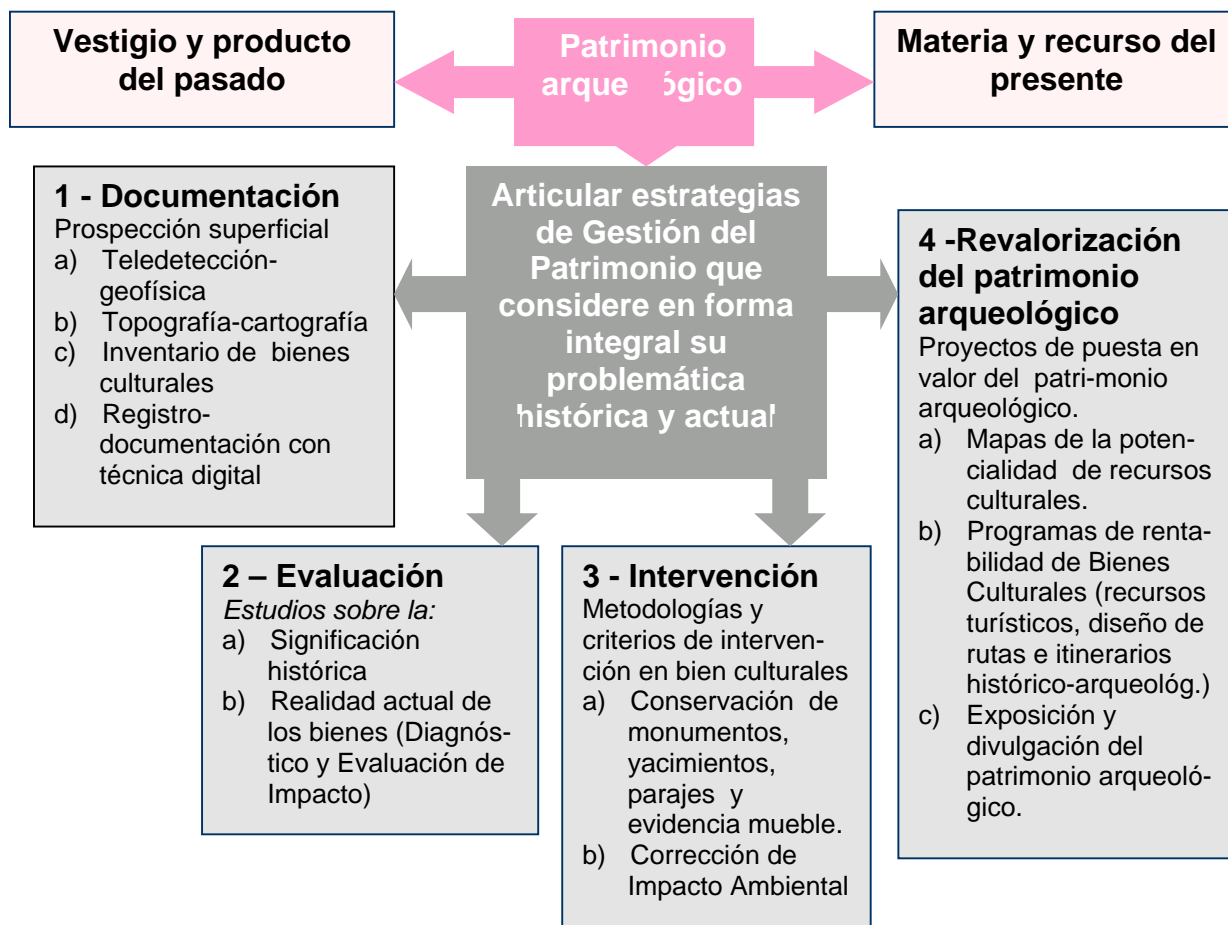 Vestigio y producto
del pasado
Patrimonio
arque ógico
Materia y recurso del
presente
Articular estrategias
de Gestión del
Patrimonio que
considere en forma
integral su
problemática
histórica y actual
1 - Documentación
Prospección superficial
a) Teledetección-
geofísica
b) Topografía-cartografía
c) Inventario de bienes
culturales
d) Registro-
documentación con
técnica digital
2 – Evaluación
Estudios sobre la:
a) Significación
histórica
b) Realidad actual de
los bienes (Diagnós-
tico y Evaluación de
Impacto)
3 - Intervención
Metodologías y
criterios de interven-
ción en bien culturales
a) Conservación de
monumentos,
yacimientos,
parajes y
evidencia mueble.
b) Corrección de
Impacto Ambiental
4 -Revalorización
del patrimonio
arqueológico
Proyectos de puesta en
valor del patri-monio
arqueológico.
a) Mapas de la poten-
cialidad de recursos
culturales.
b) Programas de renta-
bilidad de Bienes
Culturales (recursos
turísticos, diseño de
rutas e itinerarios
histórico-arqueológ.)
c) Exposición y
divulgación del
patrimonio arqueoló-
gico.